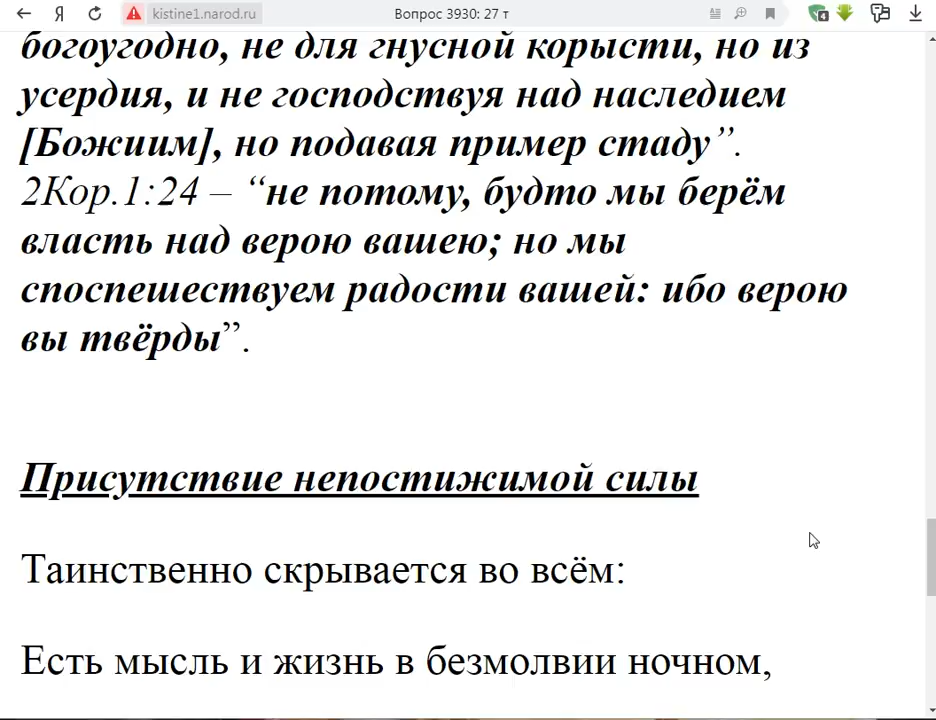 kistine1.narod.ru
Вопрос 3930: 27 т
4
богоугодно, не для гнусной корысти, но из
усердия, и не господствуя над наследием
[Божиим], но подавая пример стаду”.
2Кор.1:24 – “не потому, будто мы берём
власть над верою вашею; но мы
споспешествуем радости вашей: ибо верою
вы твёрды”.
Присутствие непостижимой силы
Таинственно скрывается во всём:
Есть мысль и жизнь в безмолвии ночном,